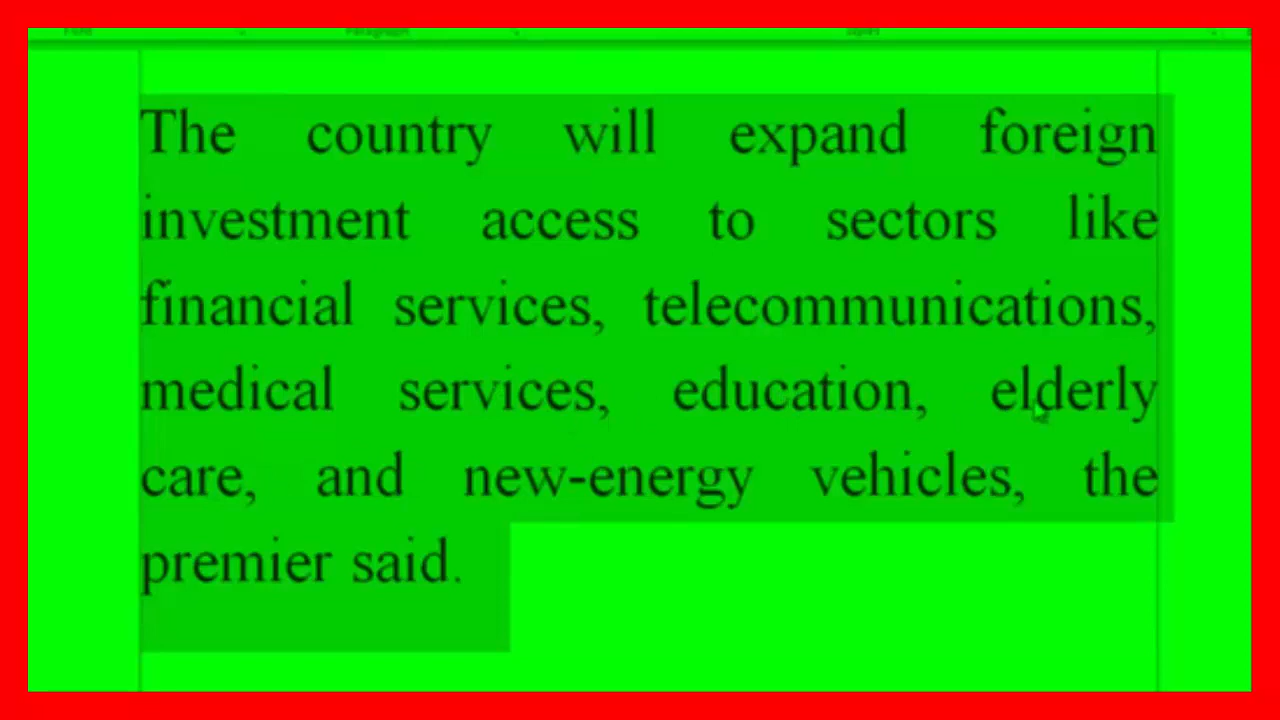 Paragraph
The country will expand foreign
investment access to sectors like
financial services, telecommunications,
medical services, education, elderly
care, and new-energy vehicles, the
premier said.